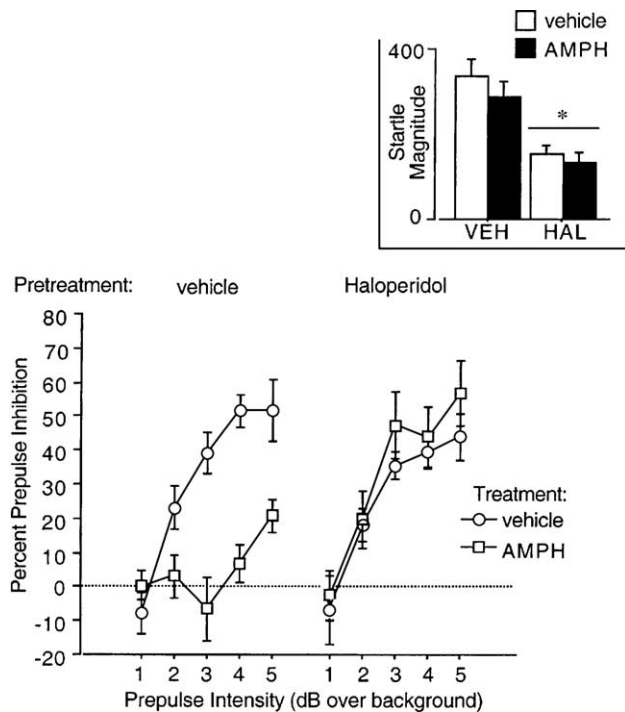 vehicle
AMPH
400
0
Startle
Magnitude
*
VEH HAL
Pretreatment: vehicle Haloperidol
80
70
60
50
40
30
20
10
0
-10
-20
Percent Prepulse Inhibition
Treatment:
vehicle
AMPH
1 2 3 4 5 1 2 3 4 5
Prepulse Intensity (dB over background)